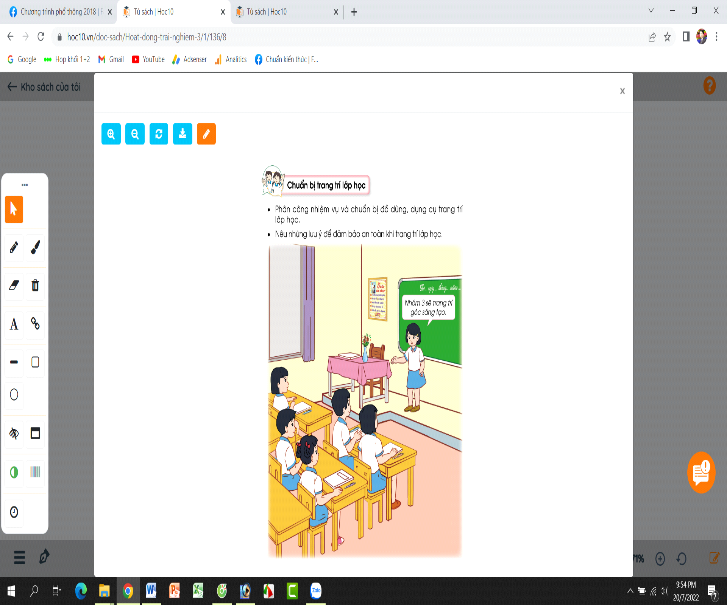 Chương trình phổ thông 2018 | F
Tủ sách | Hoc10
Tủ sách | Hoc10
hoc10.vn/doc-sach/Hoat-dong-trai-nghiem-3/1/136/8
Google
Họp khối 1-2
Gmail
YouTube
Adsenser
Analitics
Chuẩn kiến thức | F...
Kho sách của tôi
Chuẩn bị trang trí lớp học
Phân công nhiệm vụ và chuẩn bị đồ dùng, dụng cụ trang trí
lớp học.
Nêu những lưu ý để đảm bảo an toàn khi trang trí lớp học.
Nhóm 3 sẽ trang trí
góc sáng tạo.
A
71%
9:54 PM
20/7/2022